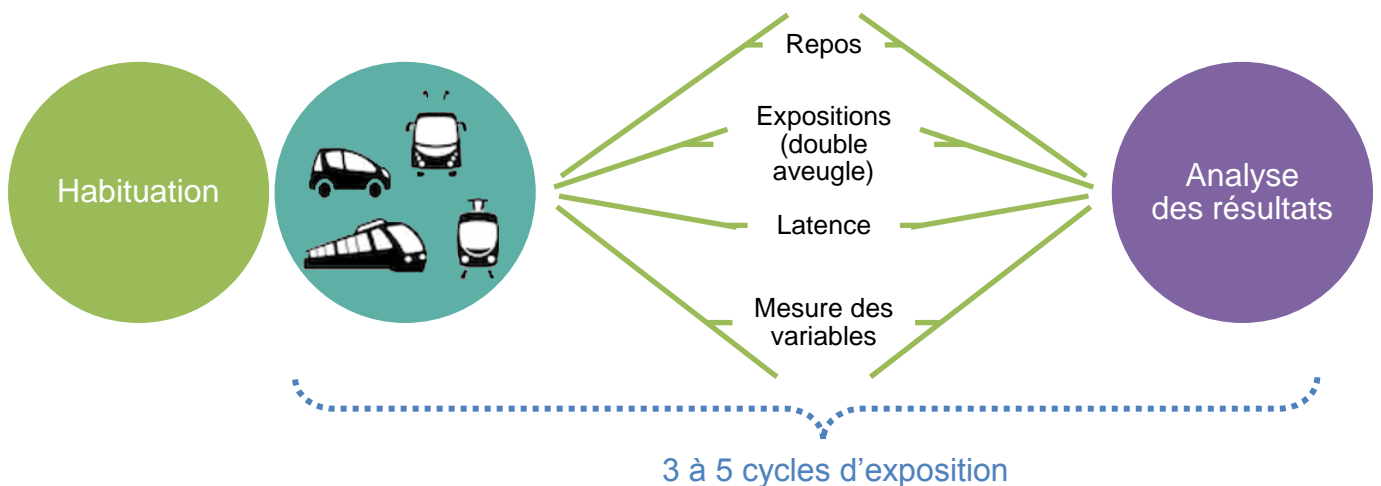 Habituation
Repos
Expositions
(double
aveugle)
Latence
Mesure des
variables
Analyse
des résultats
3 à 5 cycles d’exposition